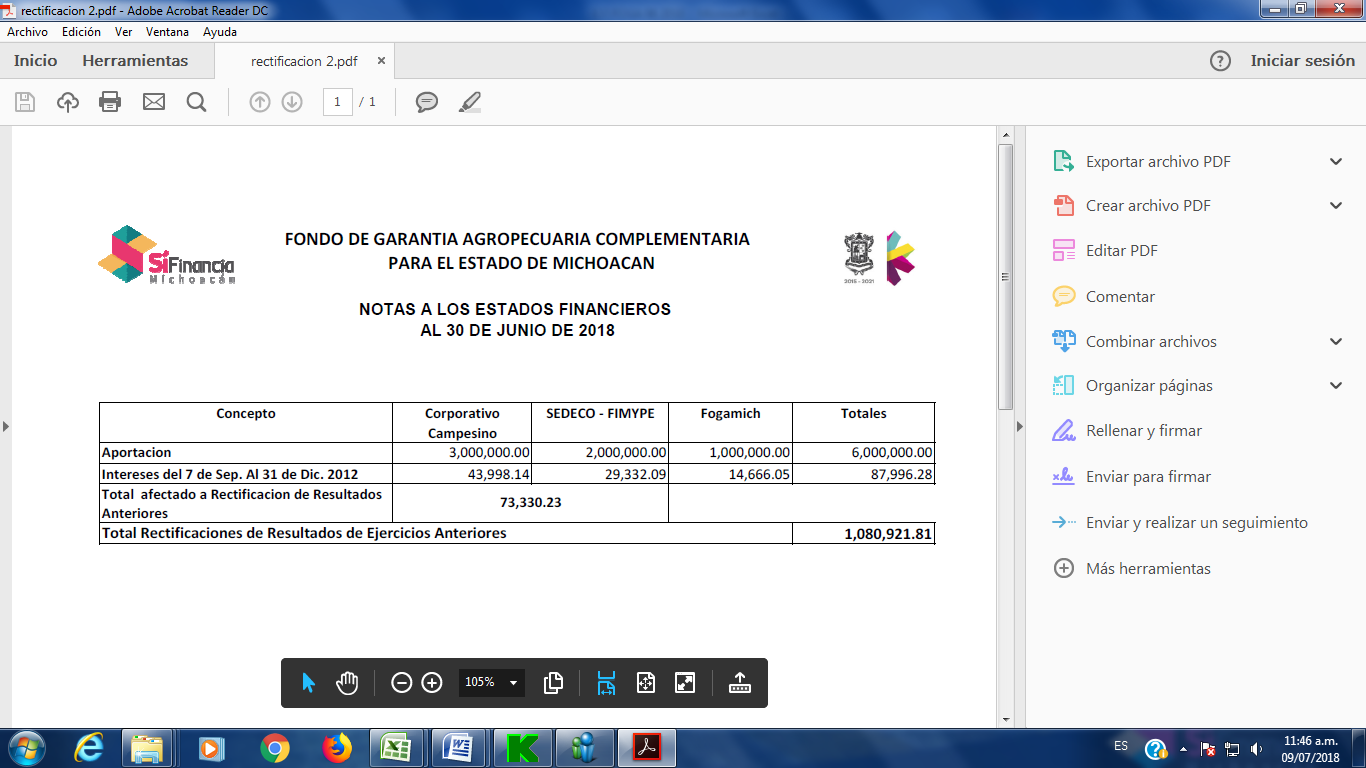 rectificacion 2.pdf - Adobe Acrobat Reader DC
Archivo Edición Ver Ventana Ayuda
Inicio Herramientas rectificacion 2.pdf × Iniciar sesión
1 / 1
SíFinancia
Michoacán
FONDO DE GARANTIA AGROPECUARIA COMPLEMENTARIA
PARA EL ESTADO DE MICHOACAN
2015 - 2021
NOTAS A LOS ESTADOS FINANCIEROS
AL 30 DE JUNIO DE 2018
Concepto Corporativo Campesino SEDECO - FIMYPE Fogamich Totales
Aportacion 3,000,000.00 2,000,000.00 1,000,000.00 6,000,000.00
Intereses del 7 de Sep. Al 31 de Dic. 2012 43,998.14 29,332.09 14,666.05 87,996.28
Total afectado a Rectificacion de Resultados
Anteriores 73,330.23
Total Rectificaciones de Resultados de Ejercicios Anteriores 1,080,921.81
105%
Exportar archivo PDF
Crear archivo PDF
Editar PDF
Comentar
Combinar archivos
Organizar páginas
Rellenar y firmar
Enviar para firmar
Enviar y realizar un seguimiento
Más herramientas
ES
11:46 a.m.
09/07/2018